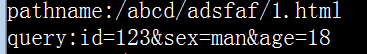 pathname:/abcd/adsfaf/1.html
query:id=123&sex=man&age=18